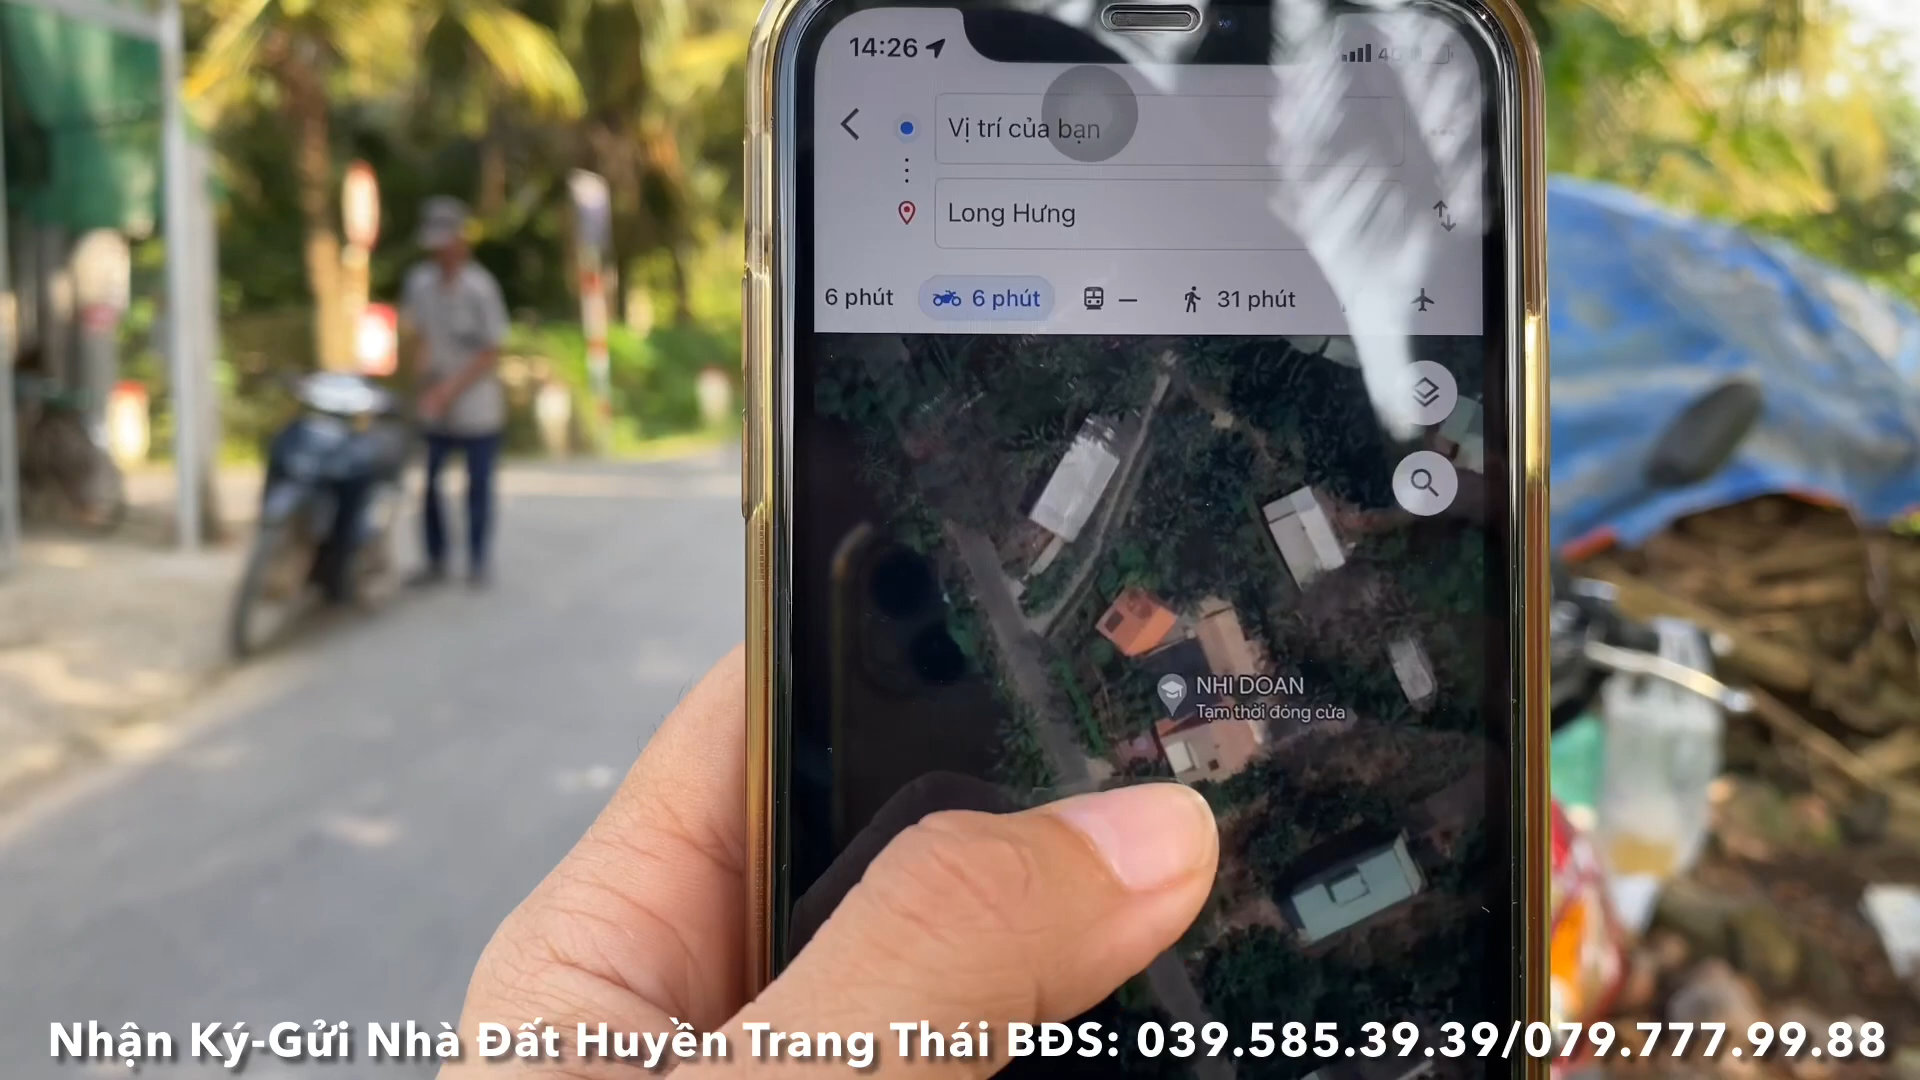 14:26
Vị trí của bạn
Long Hưng
6 phút
6 phút
—
31 phút
NHI DOAN
Tạm thời đóng cửa
Nhận Ký-Gửi Nhà Đất Huyền Trang Thái BĐS: 039.585.39.39/079.777.99.88